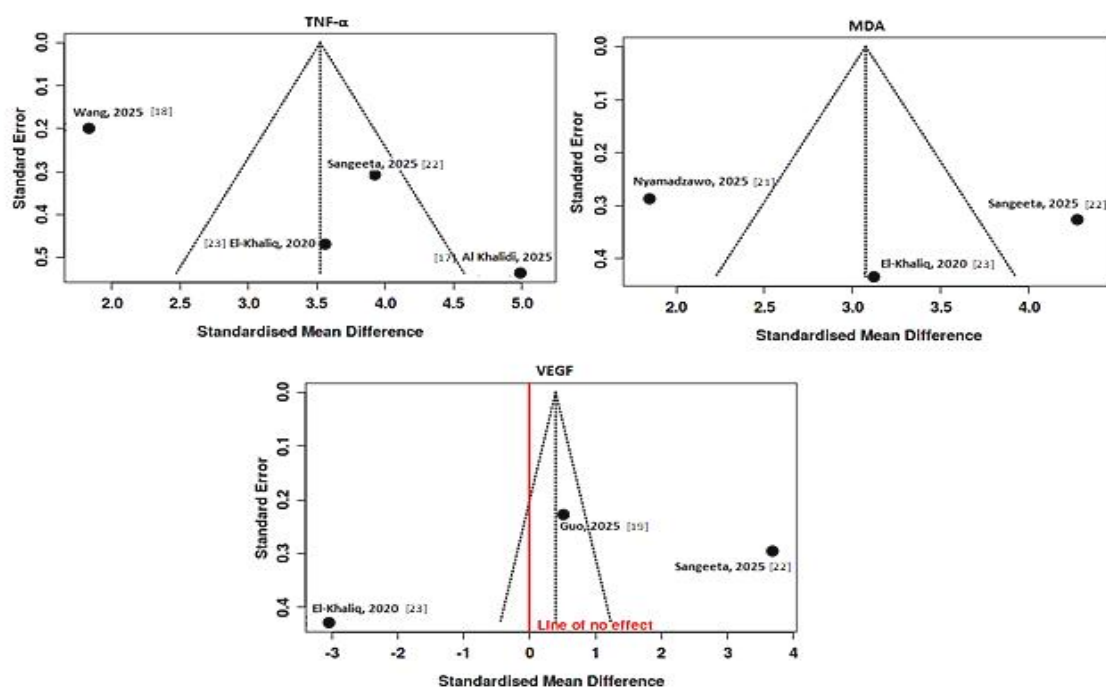 TNF-α
0.0
0.1
0.2
0.3
0.4
0.5
Standard Error
Wang, 2025 [18]
Sangeeta, 2025 [22]
[23] El-Khaliq, 2020
[17] Al Khalidi, 2025
2.0 2.5 3.0 3.5 4.0 4.5 5.0
Standardised Mean Difference
MDA
0.0
0.1
0.2
0.3
0.4
Standard Error
Nyamadzawo, 2025 [21]
Sangeeta, 2025 [22]
El-Khaliq, 2020 [23]
2.0 2.5 3.0 3.5 4.0
Standardised Mean Difference
VEGF
0.0
0.1
0.2
0.3
0.4
Standard Error
Guo, 2025 [19]
Sangeeta, 2025 [22]
El-Khaliq, 2020 [23]
Line of no effect
-3 -2 -1 0 1 2 3 4
Standardised Mean Difference